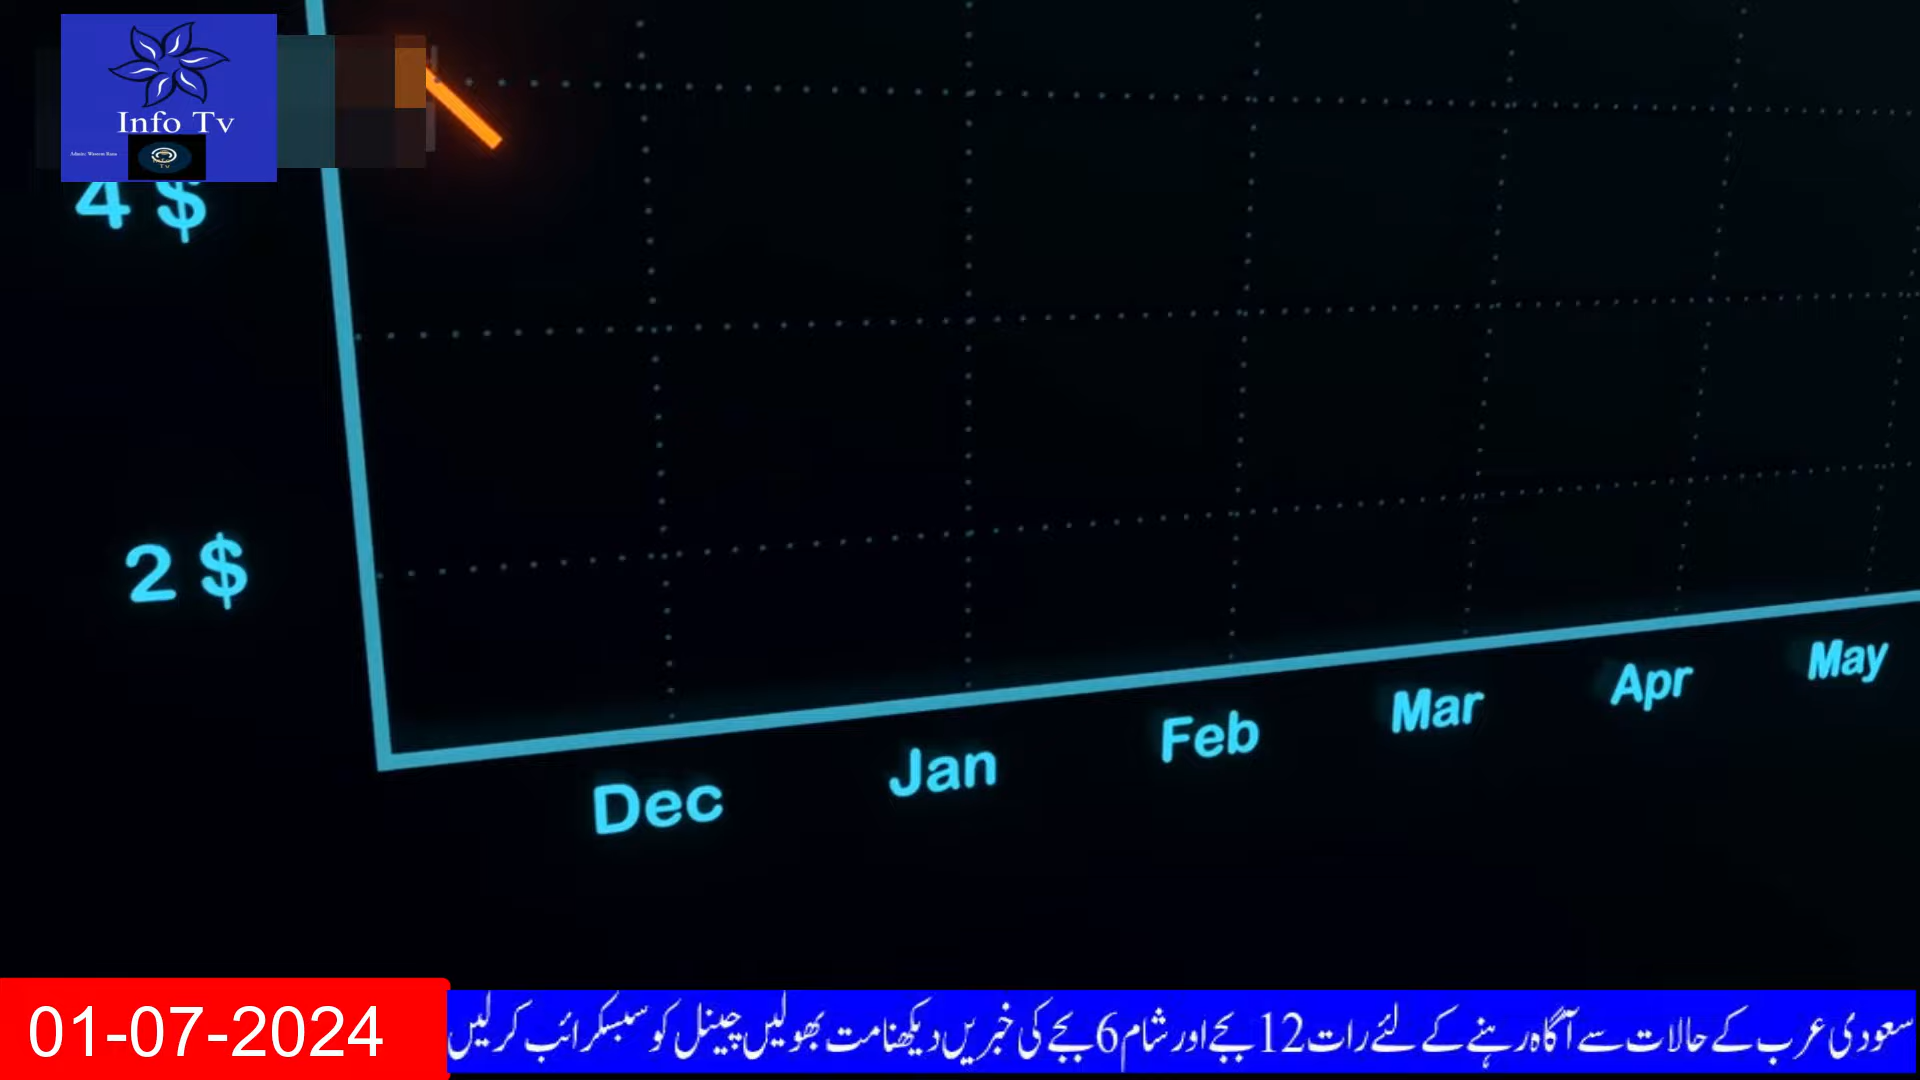 Info Tv
4 $
2 $
Dec Jan Feb Mar Apr May
01-07-2024
سعودی عرب کے حالات سے آگاہ رہنے کے لئے رات 12 بجے اور شام 6 بجے کی خبریں دیکھنا مت بھولیں چینل کو سبسکرائب کر لیں